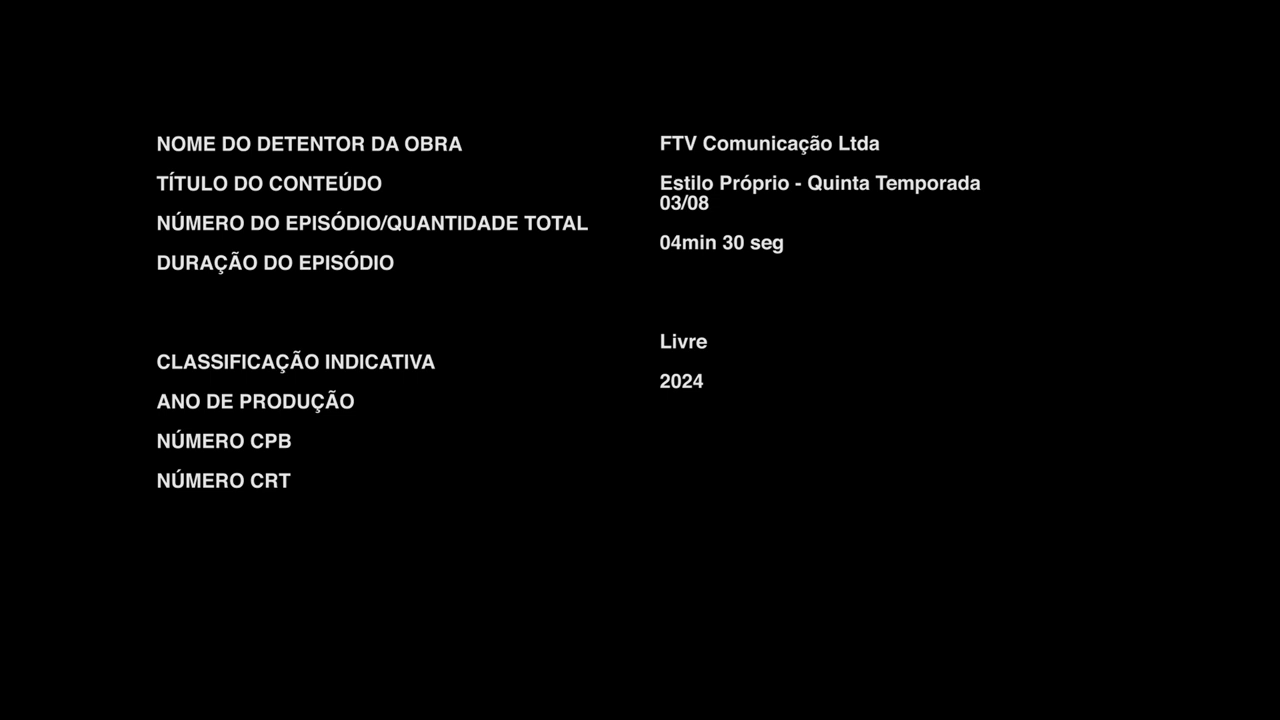 NOME DO DETENTOR DA OBRA
FTV Comunicação Ltda
TÍTULO DO CONTEÚDO
Estilo Próprio - Quinta Temporada
NÚMERO DO EPISÓDIO/QUANTIDADE TOTAL
03/08
DURAÇÃO DO EPISÓDIO
04min 30 seg
CLASSIFICAÇÃO INDICATIVA
Livre
ANO DE PRODUÇÃO
2024
NÚMERO CPB
NÚMERO CRT